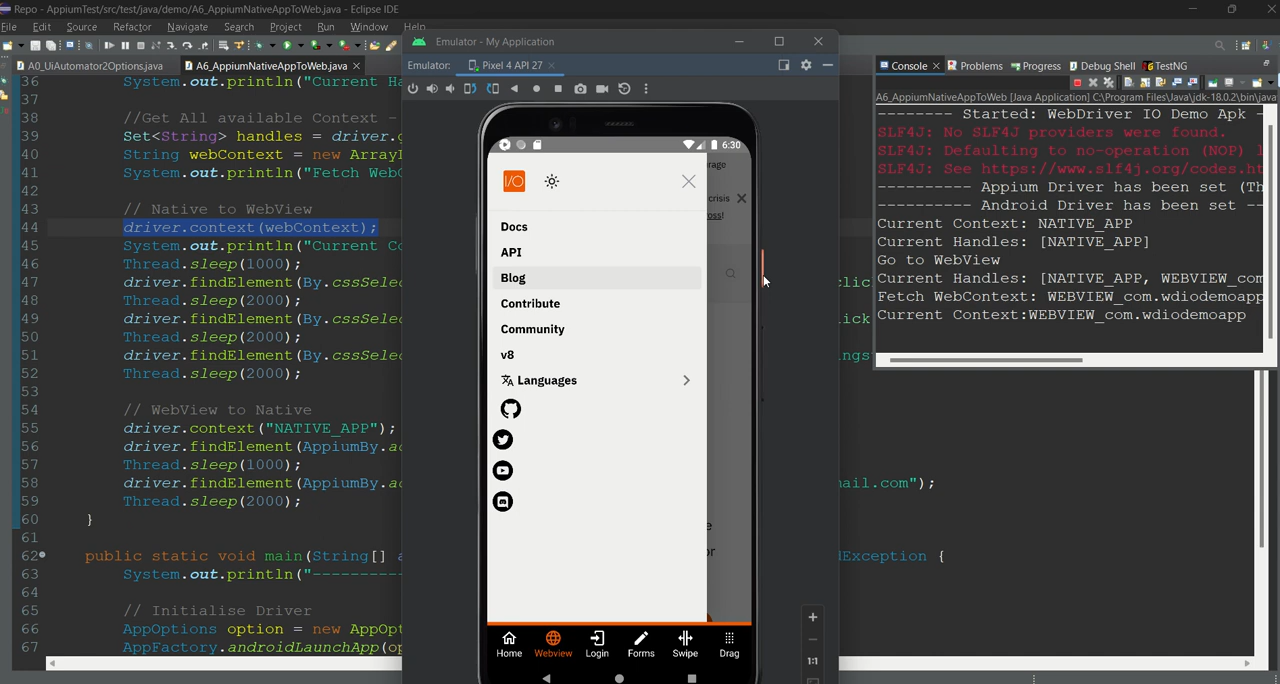 Repo - AppiumTest/src/test/java/demo/A6_AppiumNativeAppToWeb.java - Eclipse IDE
File Edit Source Refactor Navigate Search Project Run Window Help
A0_UiAutomator2Options.java A6_AppiumNativeAppToWeb.java
36 System.out.println("Current Ha
37
38 //Get All available Context -
39 Set<String> handles = driver.g
40 String webContext = new ArrayL
41 System.out.println("Fetch WebC
42
43 // Native to WebView
44 driver.context(webContext);
45 System.out.println("Current Co
46 Thread.sleep(1000);
47 driver.findElement(By.cssSelec clic
48 Thread.sleep(2000);
49 driver.findElement(By.cssSelec ick
50 Thread.sleep(2000);
51 driver.findElement(By.cssSelec ings
52 Thread.sleep(2000);
53
54 // WebView to Native
55 driver.context("NATIVE_APP");
56 driver.findElement(AppiumBy.ac
57 Thread.sleep(1000);
58 driver.findElement(AppiumBy.ac ail.com");
59 Thread.sleep(2000);
60 }
61
62 public static void main(String[] a Exception {
63 System.out.println("----------
64
65 // Initialise Driver
66 AppOptions option = new AppOpt
67 AppFactory.androidLaunchApp(op
Emulator - My Application
Emulator: Pixel 4 API 27
6:30
I/O
rage
crisis
oss!
Docs
API
Blog
Contribute
Community
v8
Languages
e
or
Home Webview Login Forms Swipe Drag
1:1
Console Problems Progress Debug Shell TestNG
A6_AppiumNativeAppToWeb [Java Application] C:\Program Files\Java\jdk-18.0.2\bin\java
-------- Started: WebDriver IO Demo Apk -
SLF4J: No SLF4J providers were found.
SLF4J: Defaulting to no-operation (NOP) l
SLF4J: See https://www.slf4j.org/codes.ht
---------- Appium Driver has been set (Th
---------- Android Driver has been set --
Current Context: NATIVE_APP
Current Handles: [NATIVE_APP]
Go to WebView
Current Handles: [NATIVE_APP, WEBVIEW_com
Fetch WebContext: WEBVIEW_com.wdiodemoapp
Current Context:WEBVIEW_com.wdiodemoapp